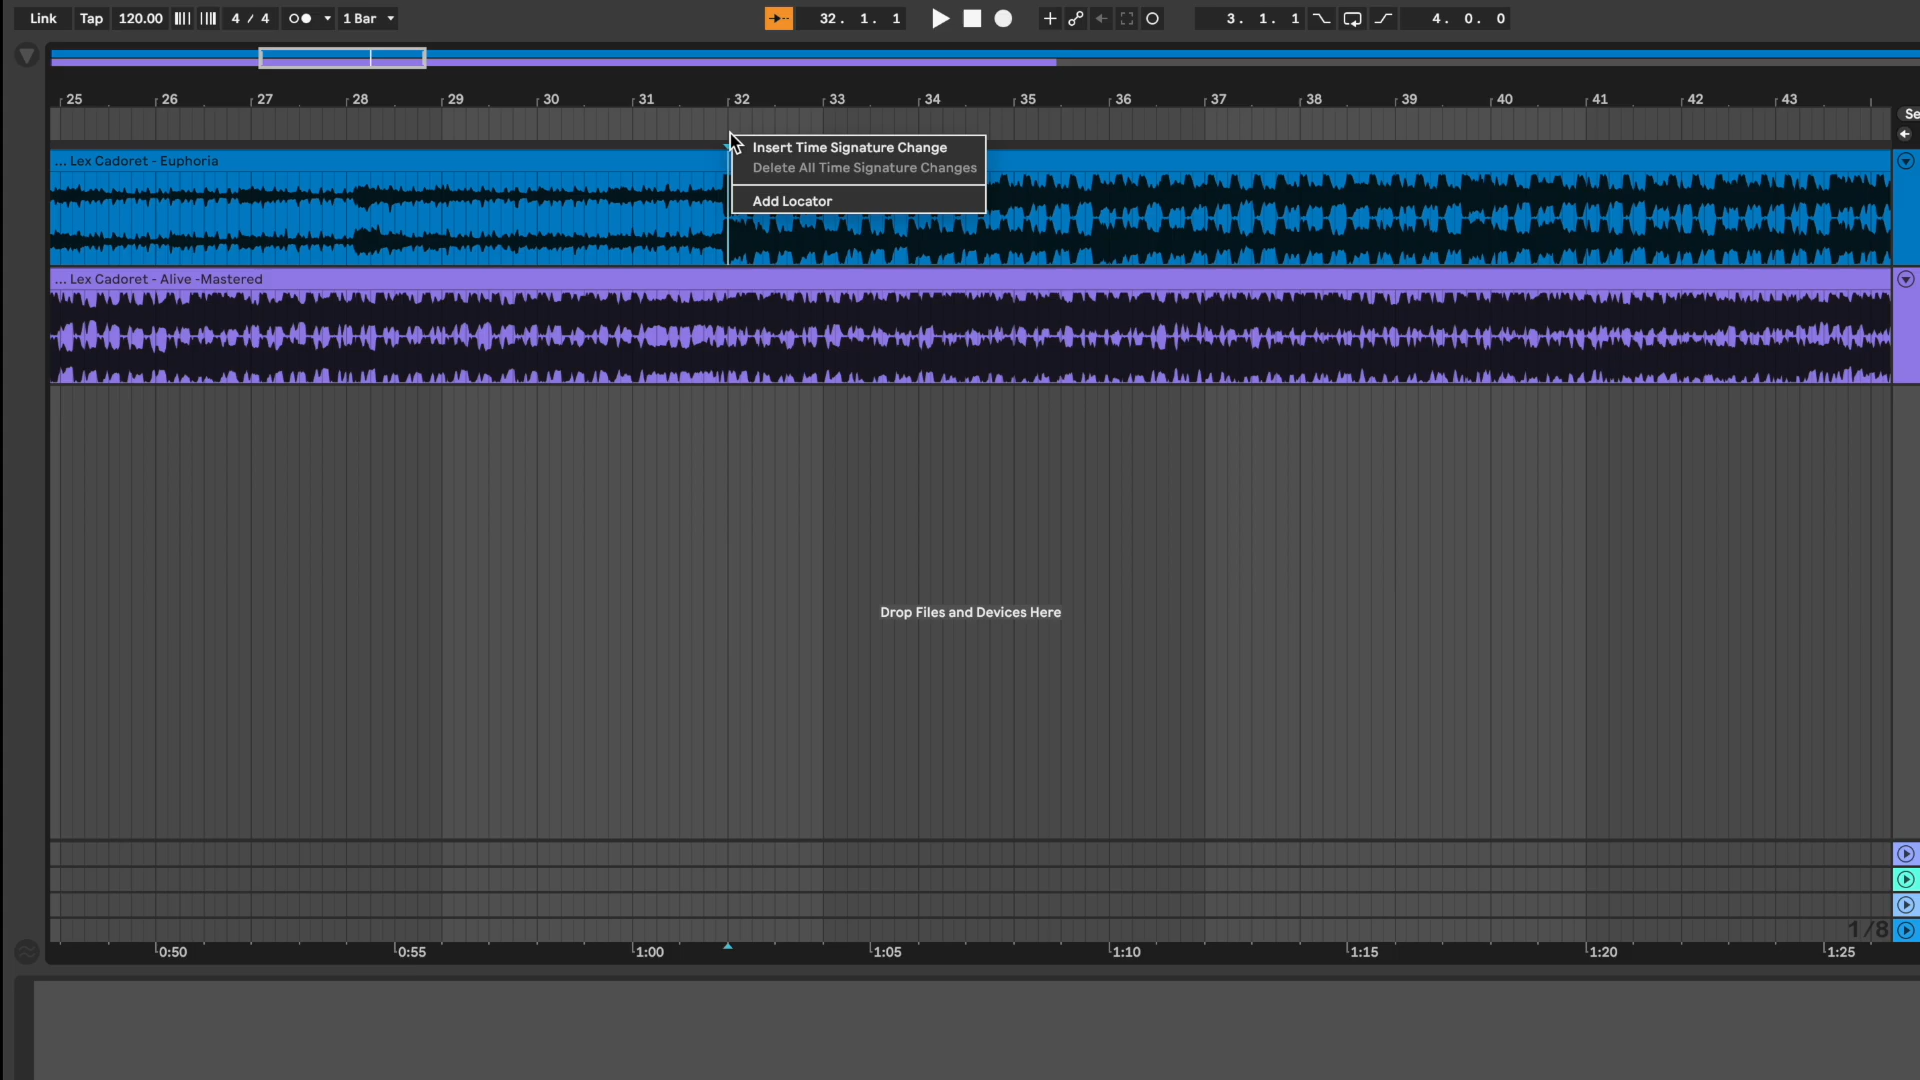 Link Tap 120.00 4 / 4 1 Bar 32. 1. 1 3. 1. 1 4. 0. 0
25 26 27 28 29 30 31 32 33 34 35 36 37 38 39 40 41 42 43
Se
Insert Time Signature Change
... Lex Cadoret - Euphoria
Delete All Time Signature Changes
Add Locator
... Lex Cadoret - Alive -Mastered
Drop Files and Devices Here
1/8
0:50 0:55 1:00 1:05 1:10 1:15 1:20 1:25